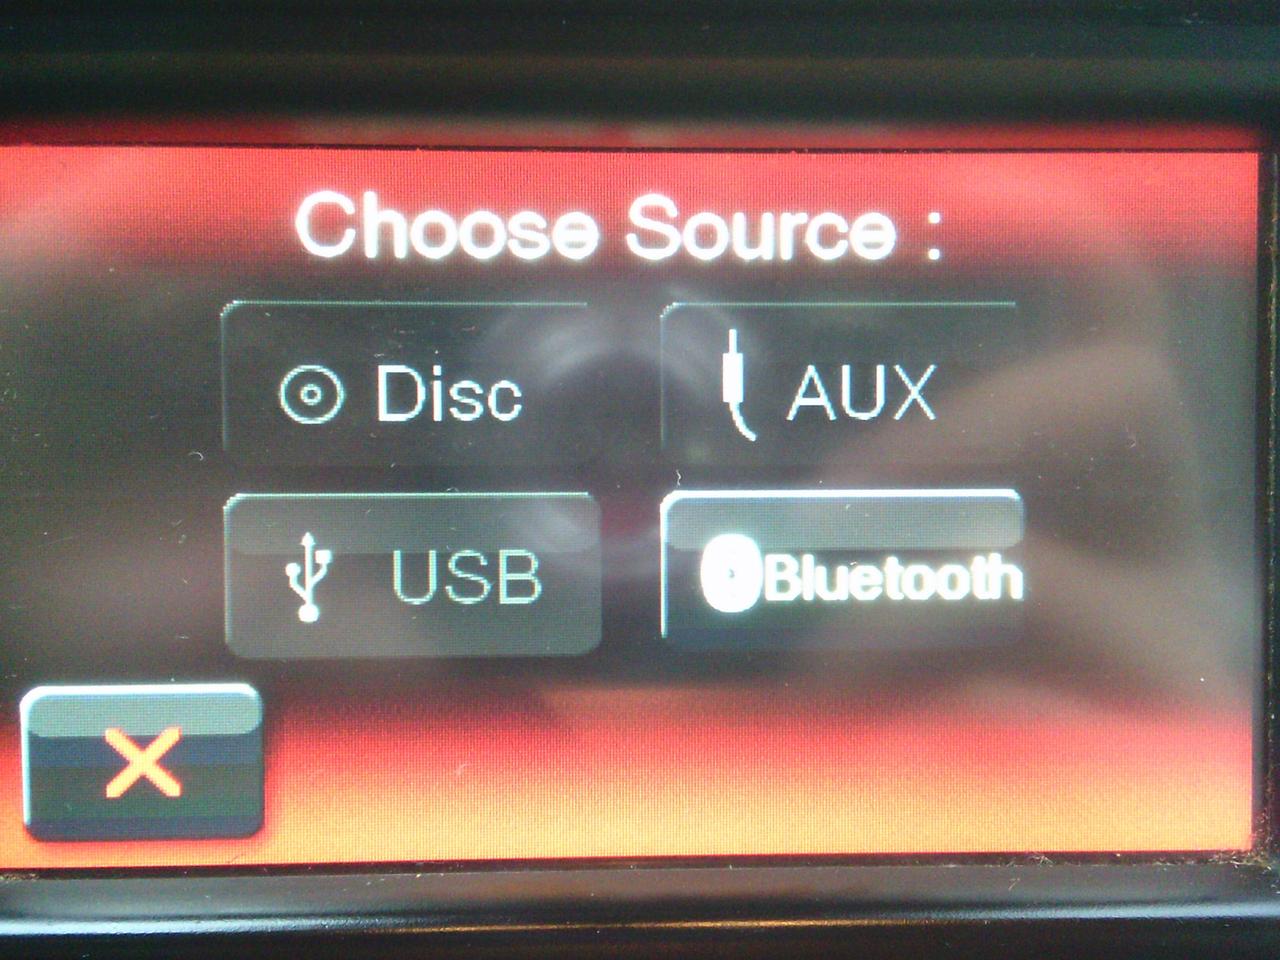 Choose Source :
Disc
AUX
USB
Bluetooth